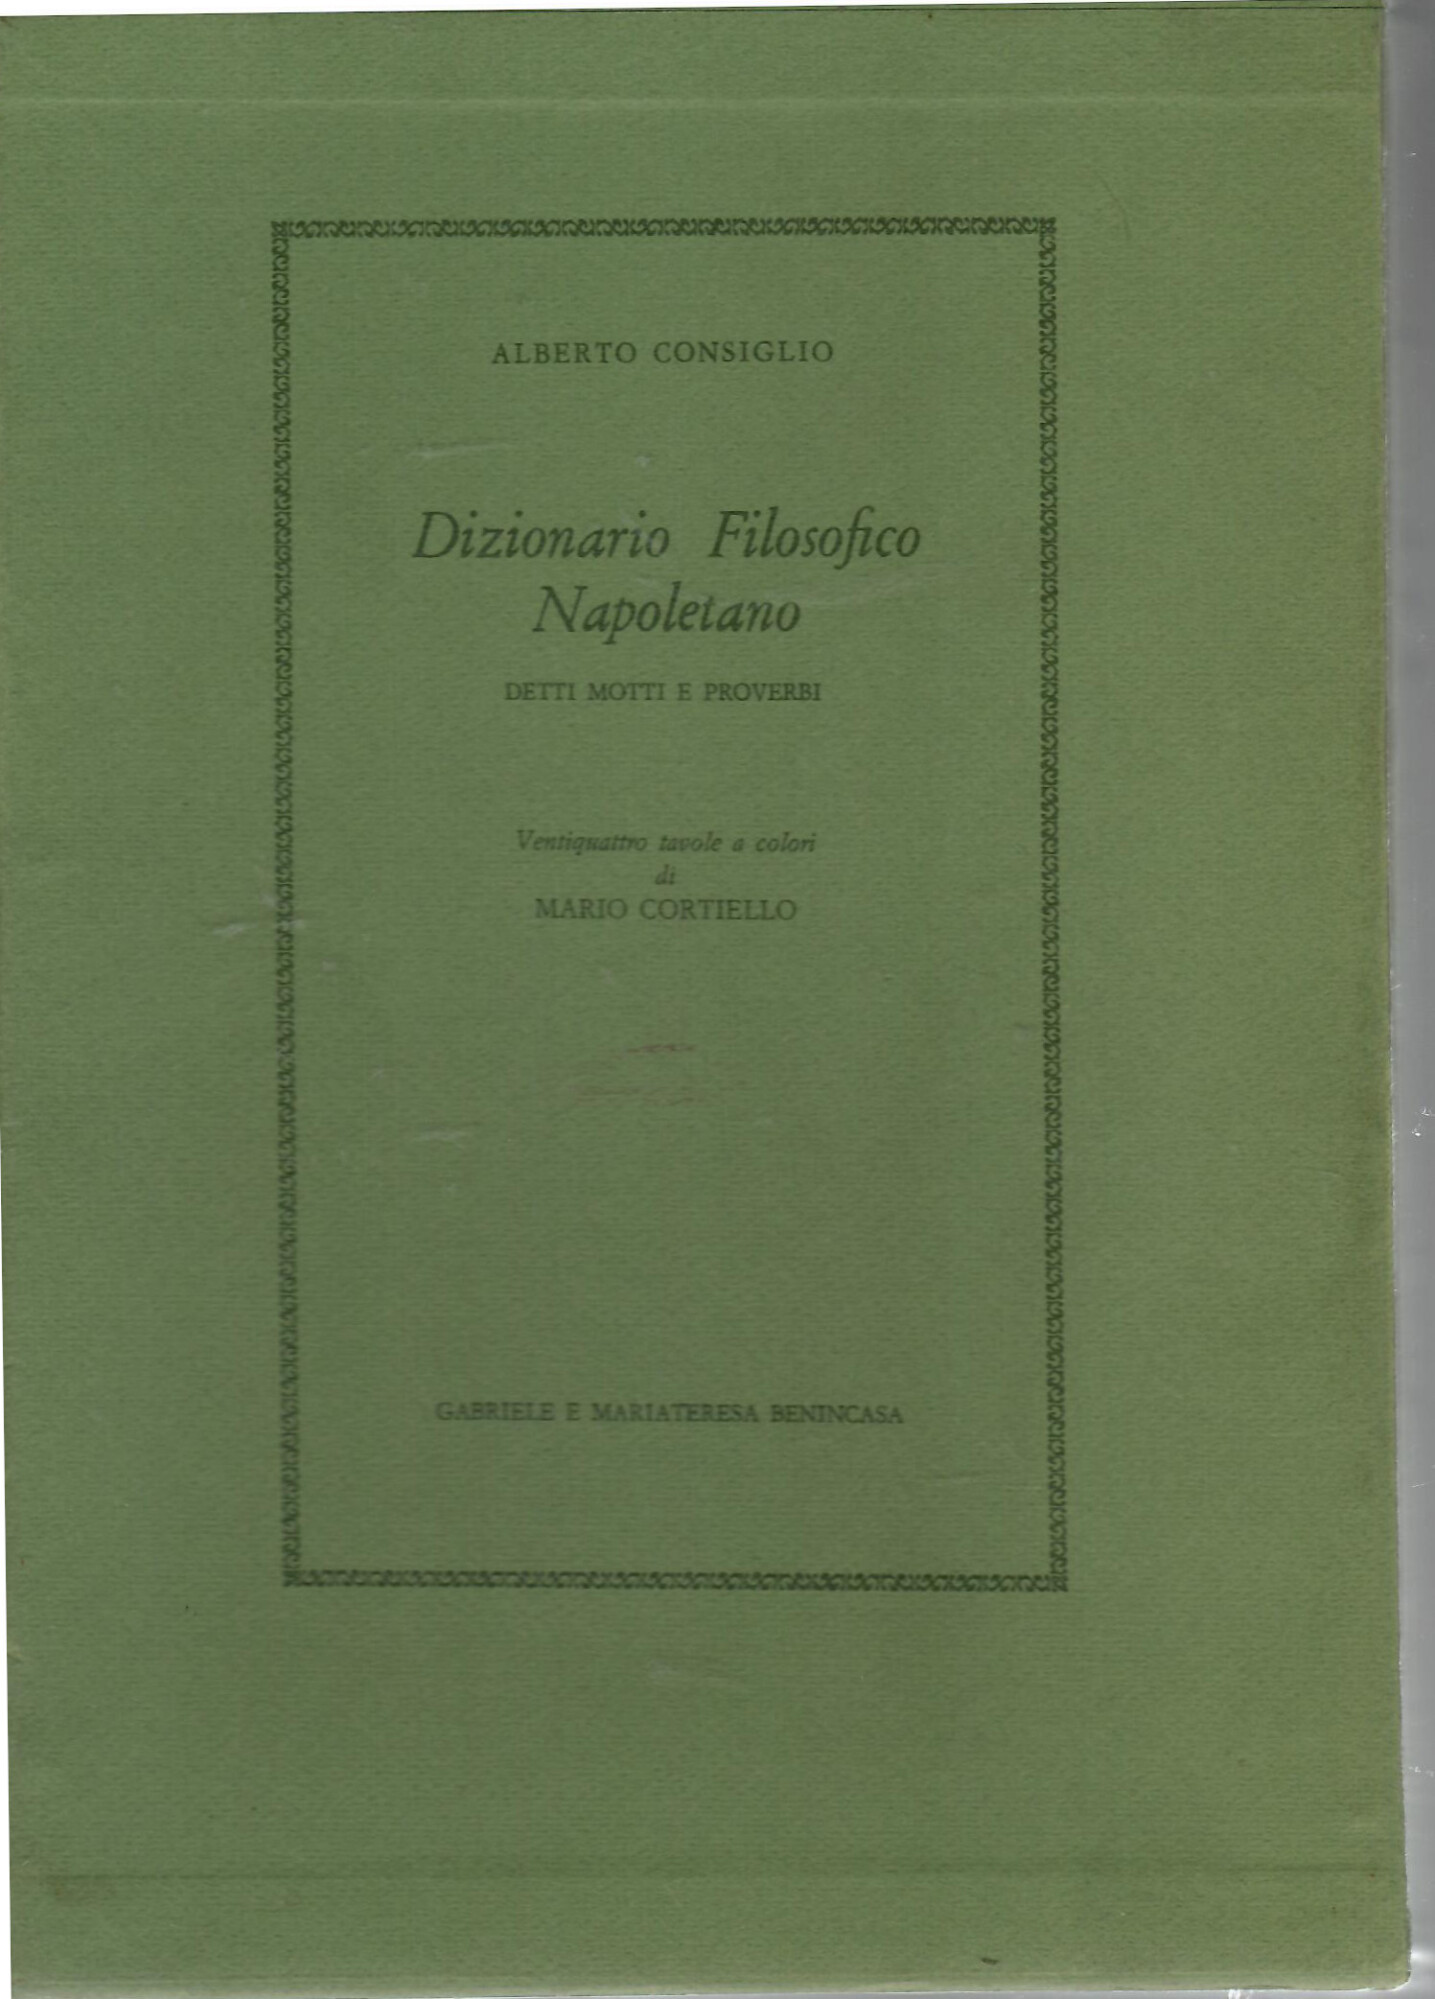 ALBERTO CONSIGLIO
Dizionario Filosofico
Napoletano
DETTI MOTTI E PROVERBI
Ventiquattro tavole a colori
di
MARIO CORTIELLO
GABRIELE E MARIATERESA BENINCASA